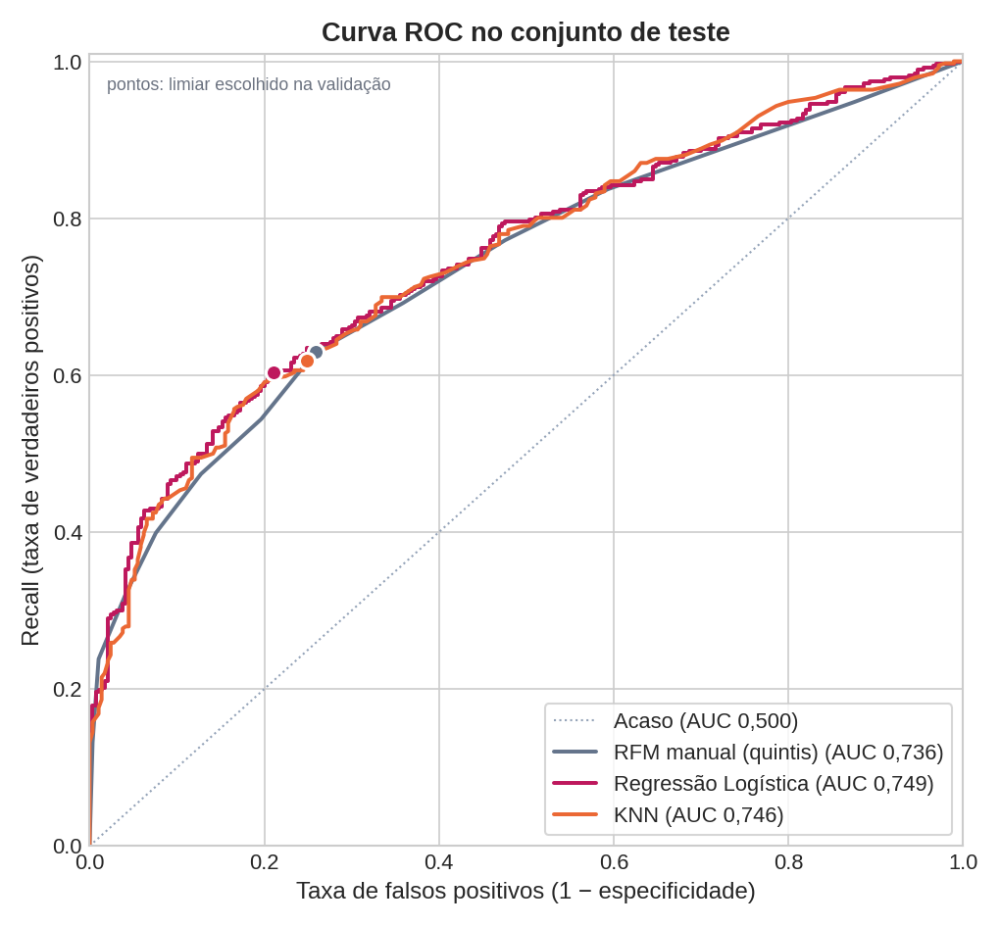 Curva ROC no conjunto de teste
1.0
pontos: limiar escolhido na validação
0.8
0.6
0.4
0.2
0.0
Recall (taxa de verdadeiros positivos)
Acaso (AUC 0,500)
RFM manual (quintis) (AUC 0,736)
Regressão Logística (AUC 0,749)
KNN (AUC 0,746)
0.0 0.2 0.4 0.6 0.8 1.0
Taxa de falsos positivos (1 − especificidade)